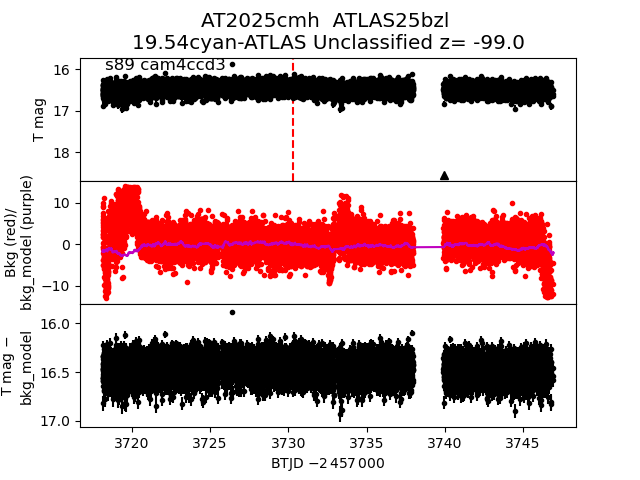 AT2025cmh  ATLAS25bzl
19.54cyan-ATLAS Unclassified z= -99.0
s89 cam4ccd3
T mag
16
17
18
Bkg (red)/
bkg_model (purple)
10
0
−10
T mag −
bkg_model
16.0
16.5
17.0
3720 3725 3730 3735 3740 3745
BTJD −2 457 000